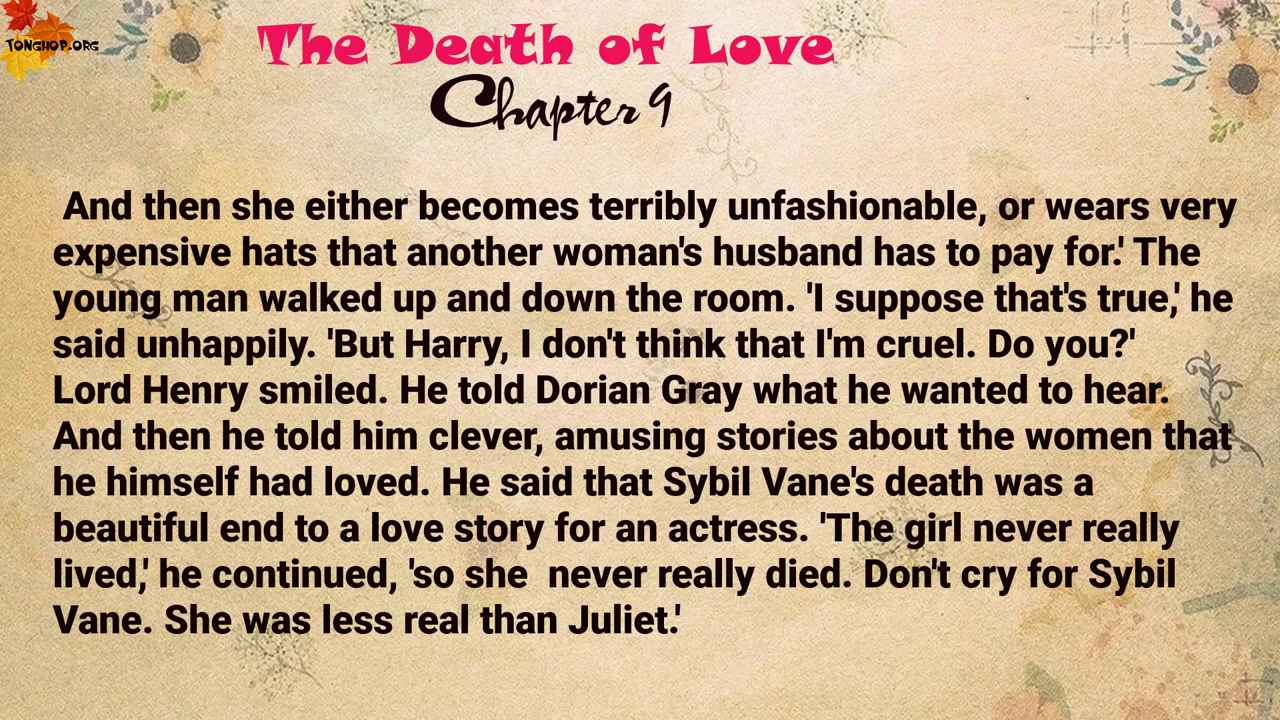 TONGHOP.ORG
The Death of Love
Chapter 9
And then she either becomes terribly unfashionable, or wears very
expensive hats that another woman's husband has to pay for.' The
young man walked up and down the room. 'I suppose that's true,' he
said unhappily. 'But Harry, I don't think that I'm cruel. Do you?'
Lord Henry smiled. He told Dorian Gray what he wanted to hear.
And then he told him clever, amusing stories about the women that
he himself had loved. He said that Sybil Vane's death was a
beautiful end to a love story for an actress. 'The girl never really
lived,' he continued, 'so she  never really died. Don't cry for Sybil
Vane. She was less real than Juliet.'